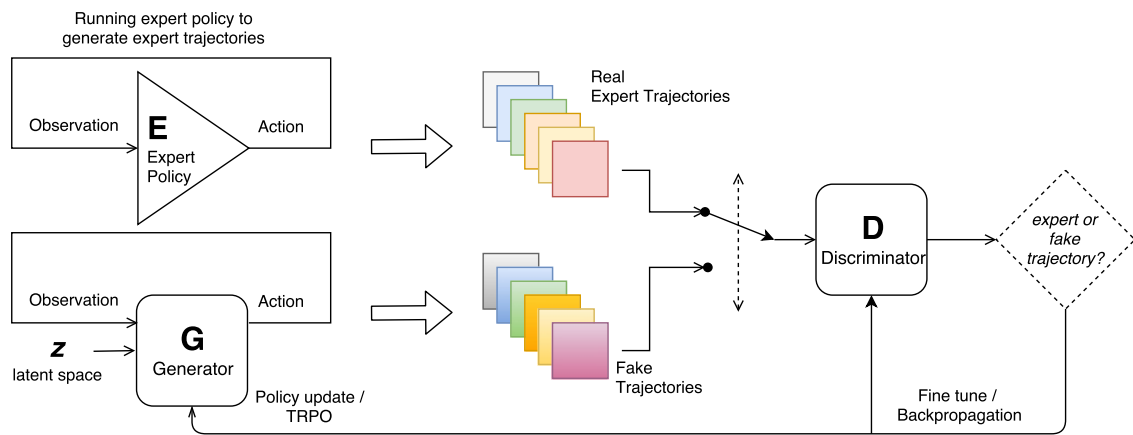 Running expert policy to
generate expert trajectories
Observation
E
Expert
Policy
Action
Real
Expert Trajectories
Observation
z
latent space
G
Generator
Action
Policy update /
TRPO
Fake
Trajectories
D
Discriminator
expert or
fake
trajectory?
Fine tune /
Backpropagation